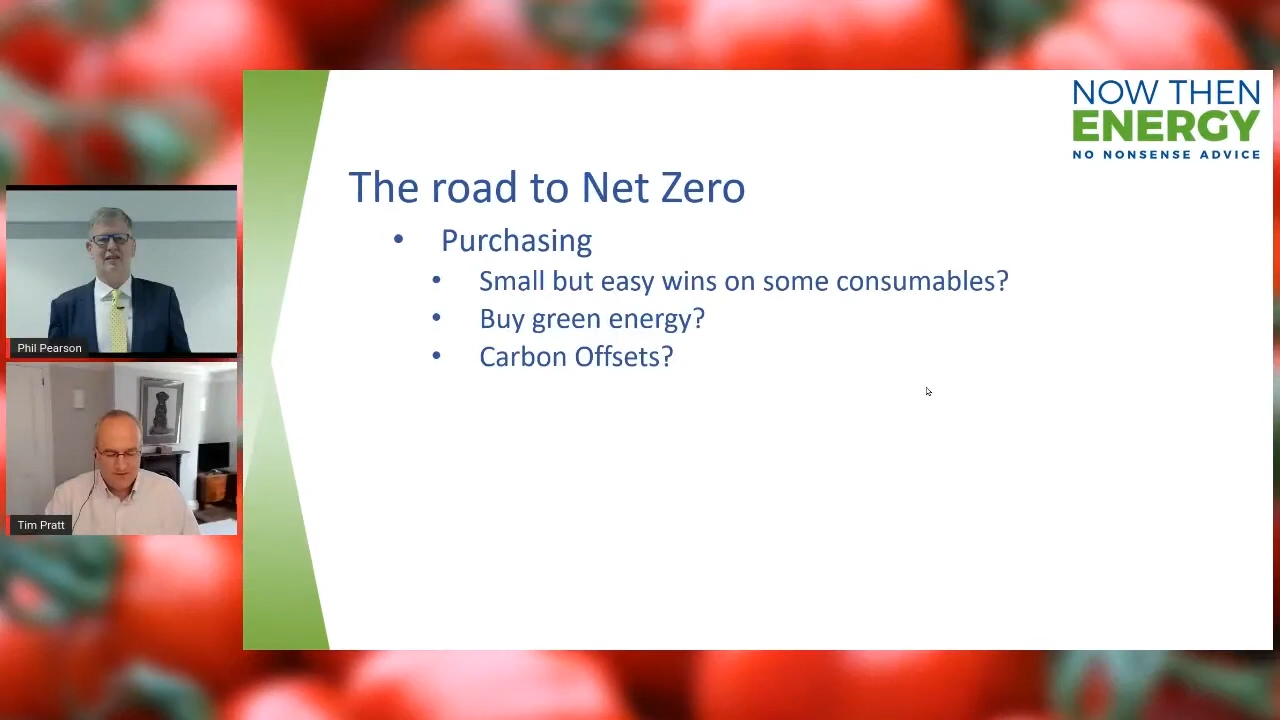 NOW THEN
ENERGY
NO NONSENSE ADVICE
The road to Net Zero
• Purchasing
• Small but easy wins on some consumables?
• Buy green energy?
• Carbon Offsets?
Phil Pearson
Tim Pratt